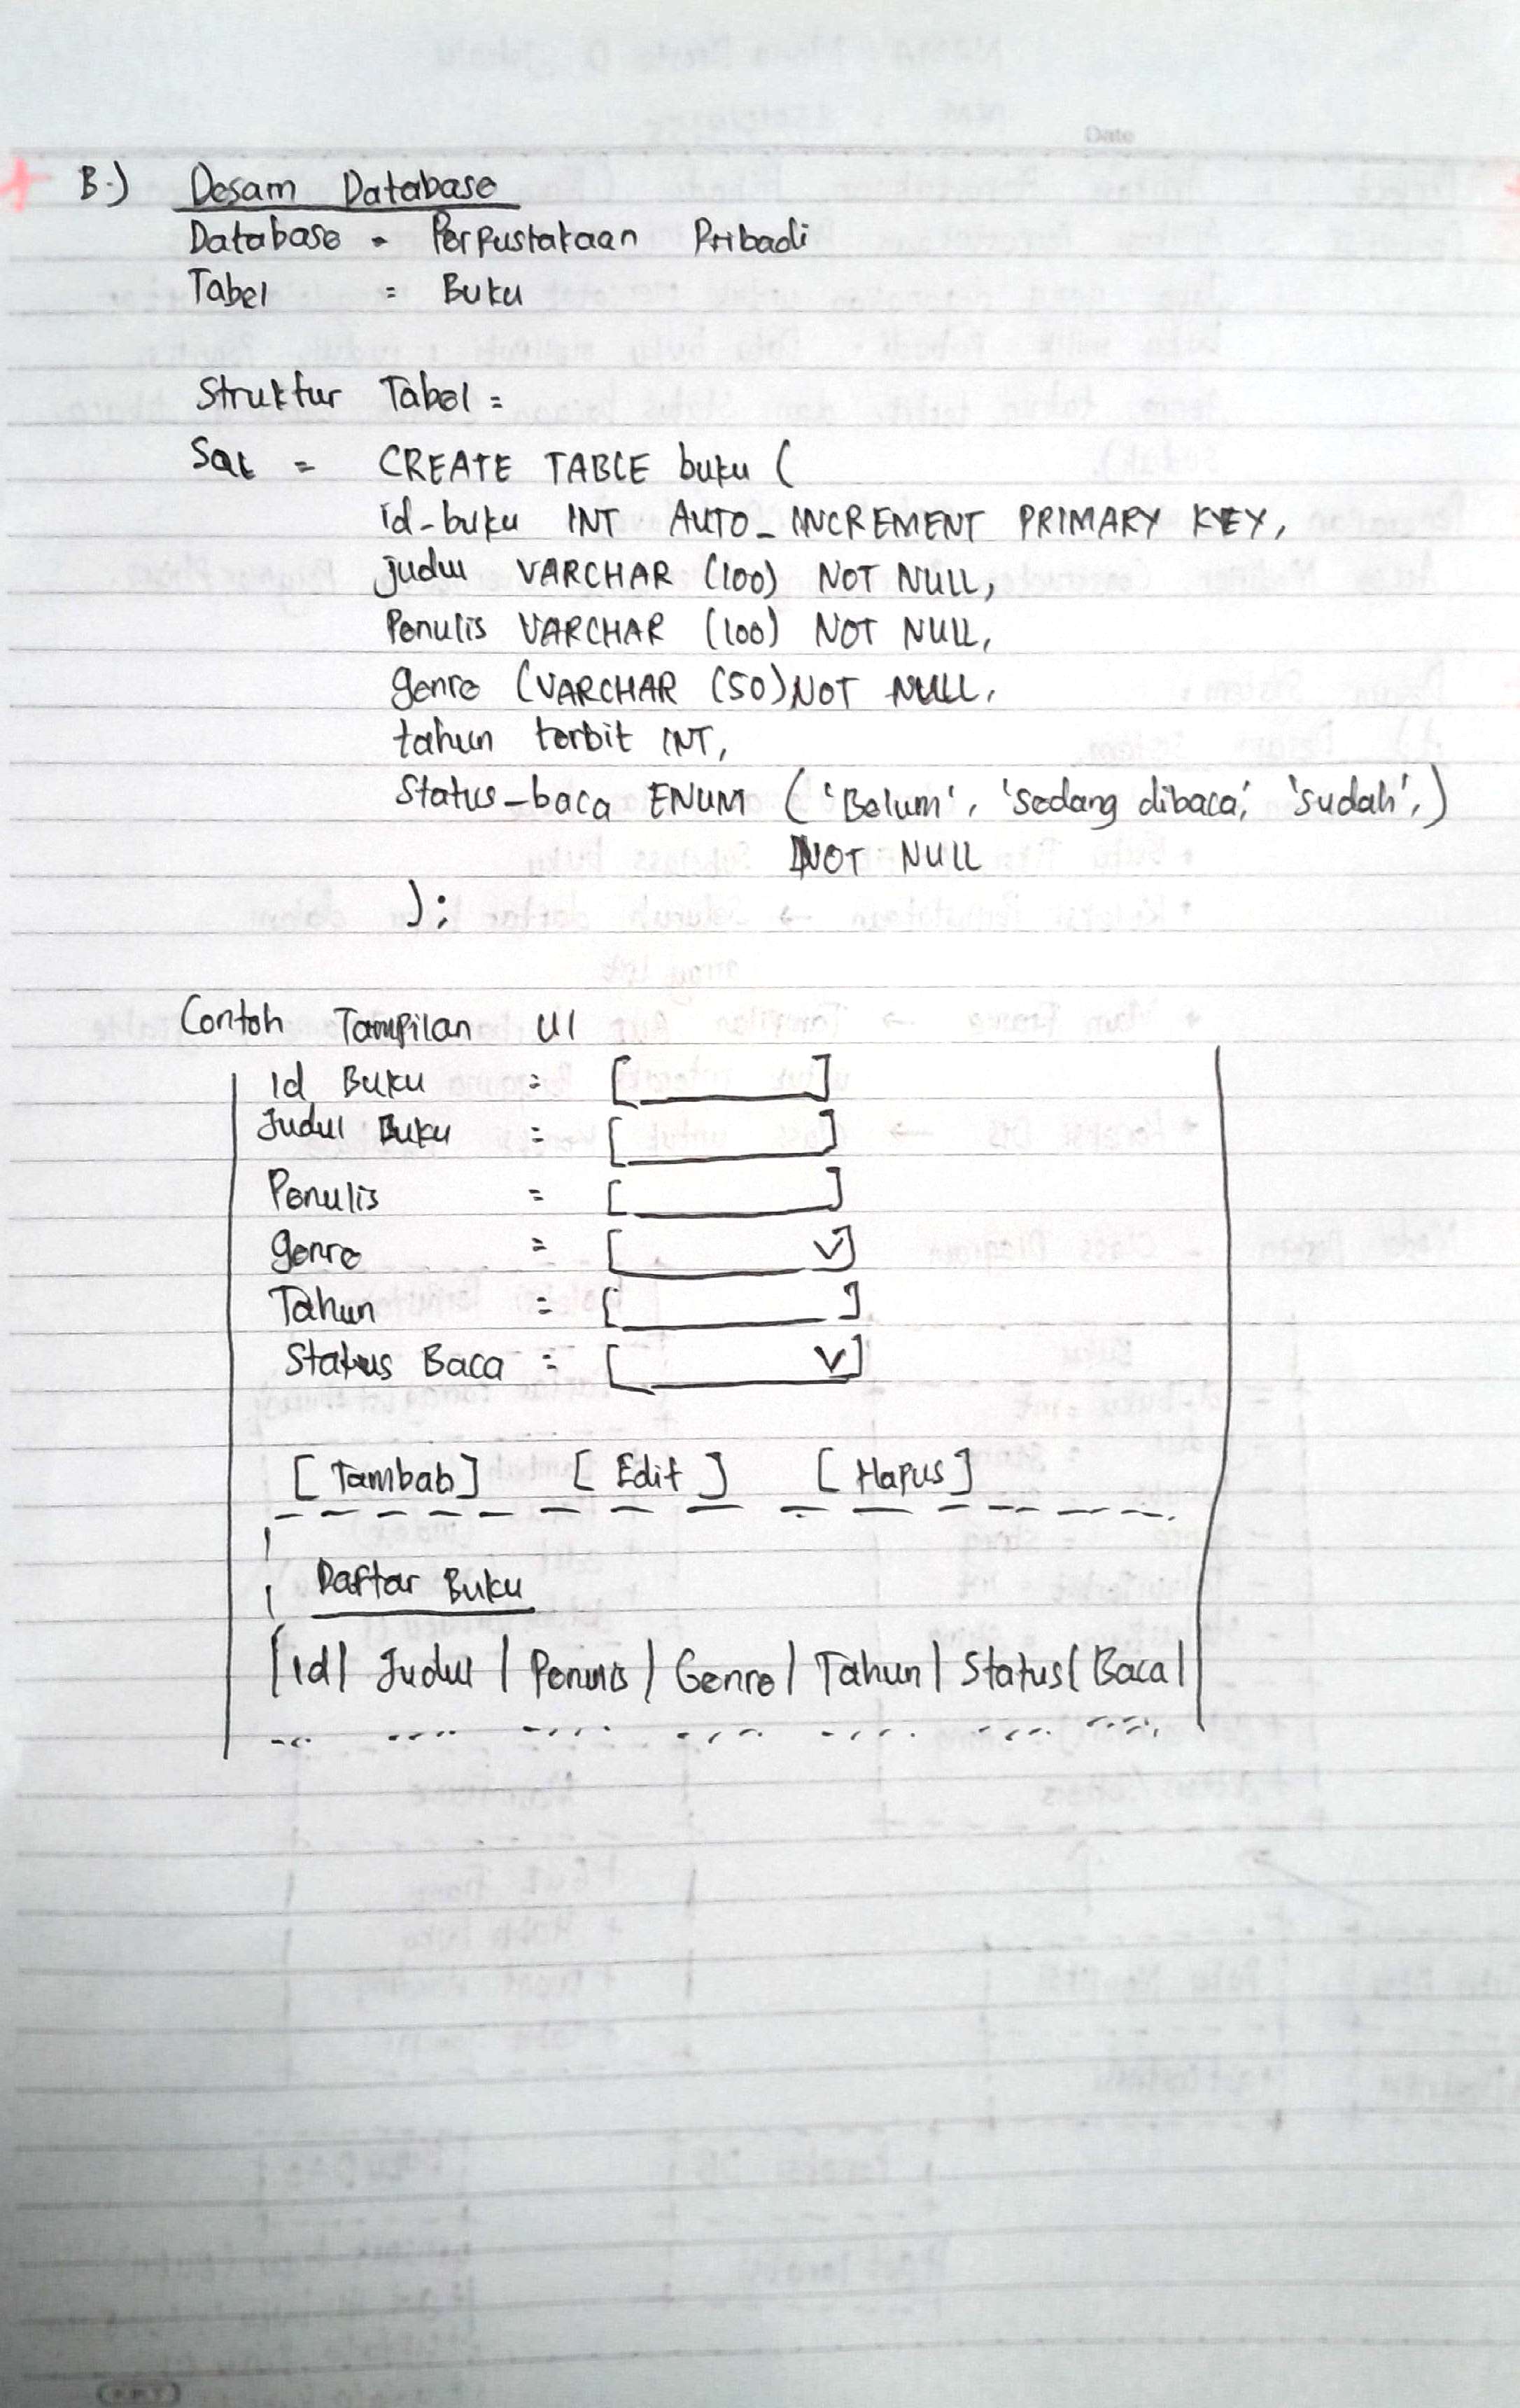 Date
B.) Desain Database
Database = Perpustakaan Pribadi
Tabel = Buku
Struktur Tabel =
SQL = CREATE TABLE buku (
id-buku INT AUTO_INCREMENT PRIMARY KEY,
judul VARCHAR (100) NOT NULL,
Penulis VARCHAR (100) NOT NULL,
genre (VARCHAR (50) NOT NULL,
tahun terbit INT,
Status-baca ENUM ('Belum', 'Sedang dibaca', 'sudah',)
NOT NULL
);
Contoh Tampilan UI
Id Buku = [ ]
Judul Buku = [ ]
Penulis = [ ]
genre = [ v]
Tahun = [ ]
Status Baca = [ v]
[Tambah] [Edit] [Hapus]
Daftar Buku
|Id| Judul | Penulis | Genre | Tahun | Status | Baca |